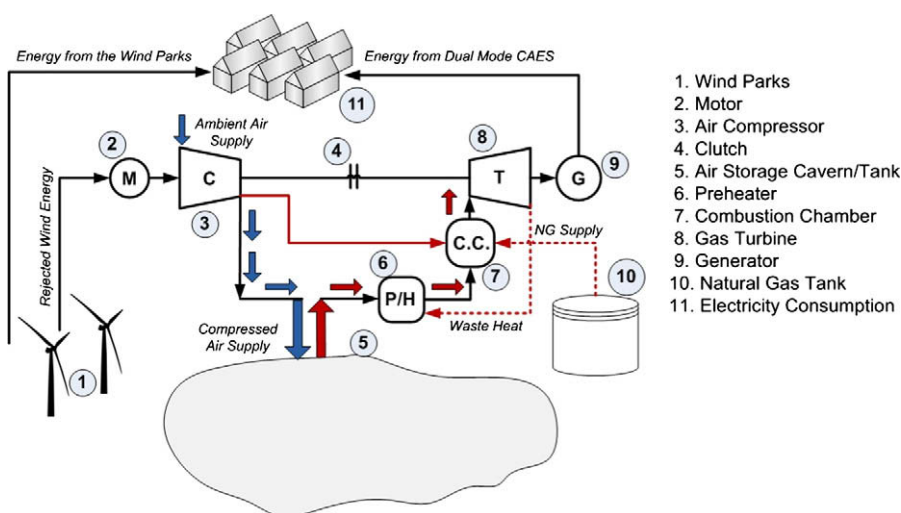 Energy from the Wind Parks
Energy from Dual Mode CAES
11
Ambient Air
Supply
2
M
C
3
4
8
T
G
9
Rejected Wind Energy
C.C.
7
NG Supply
10
6
P/H
Waste Heat
Compressed
Air Supply
5
1
1. Wind Parks
2. Motor
3. Air Compressor
4. Clutch
5. Air Storage Cavern/Tank
6. Preheater
7. Combustion Chamber
8. Gas Turbine
9. Generator
10. Natural Gas Tank
11. Electricity Consumption